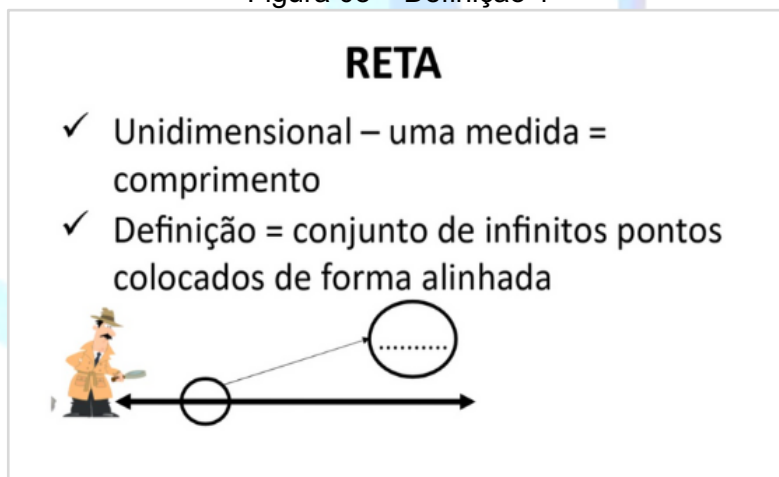 RETA
✓ Unidimensional – uma medida =
comprimento
✓ Definição = conjunto de infinitos pontos
colocados de forma alinhada